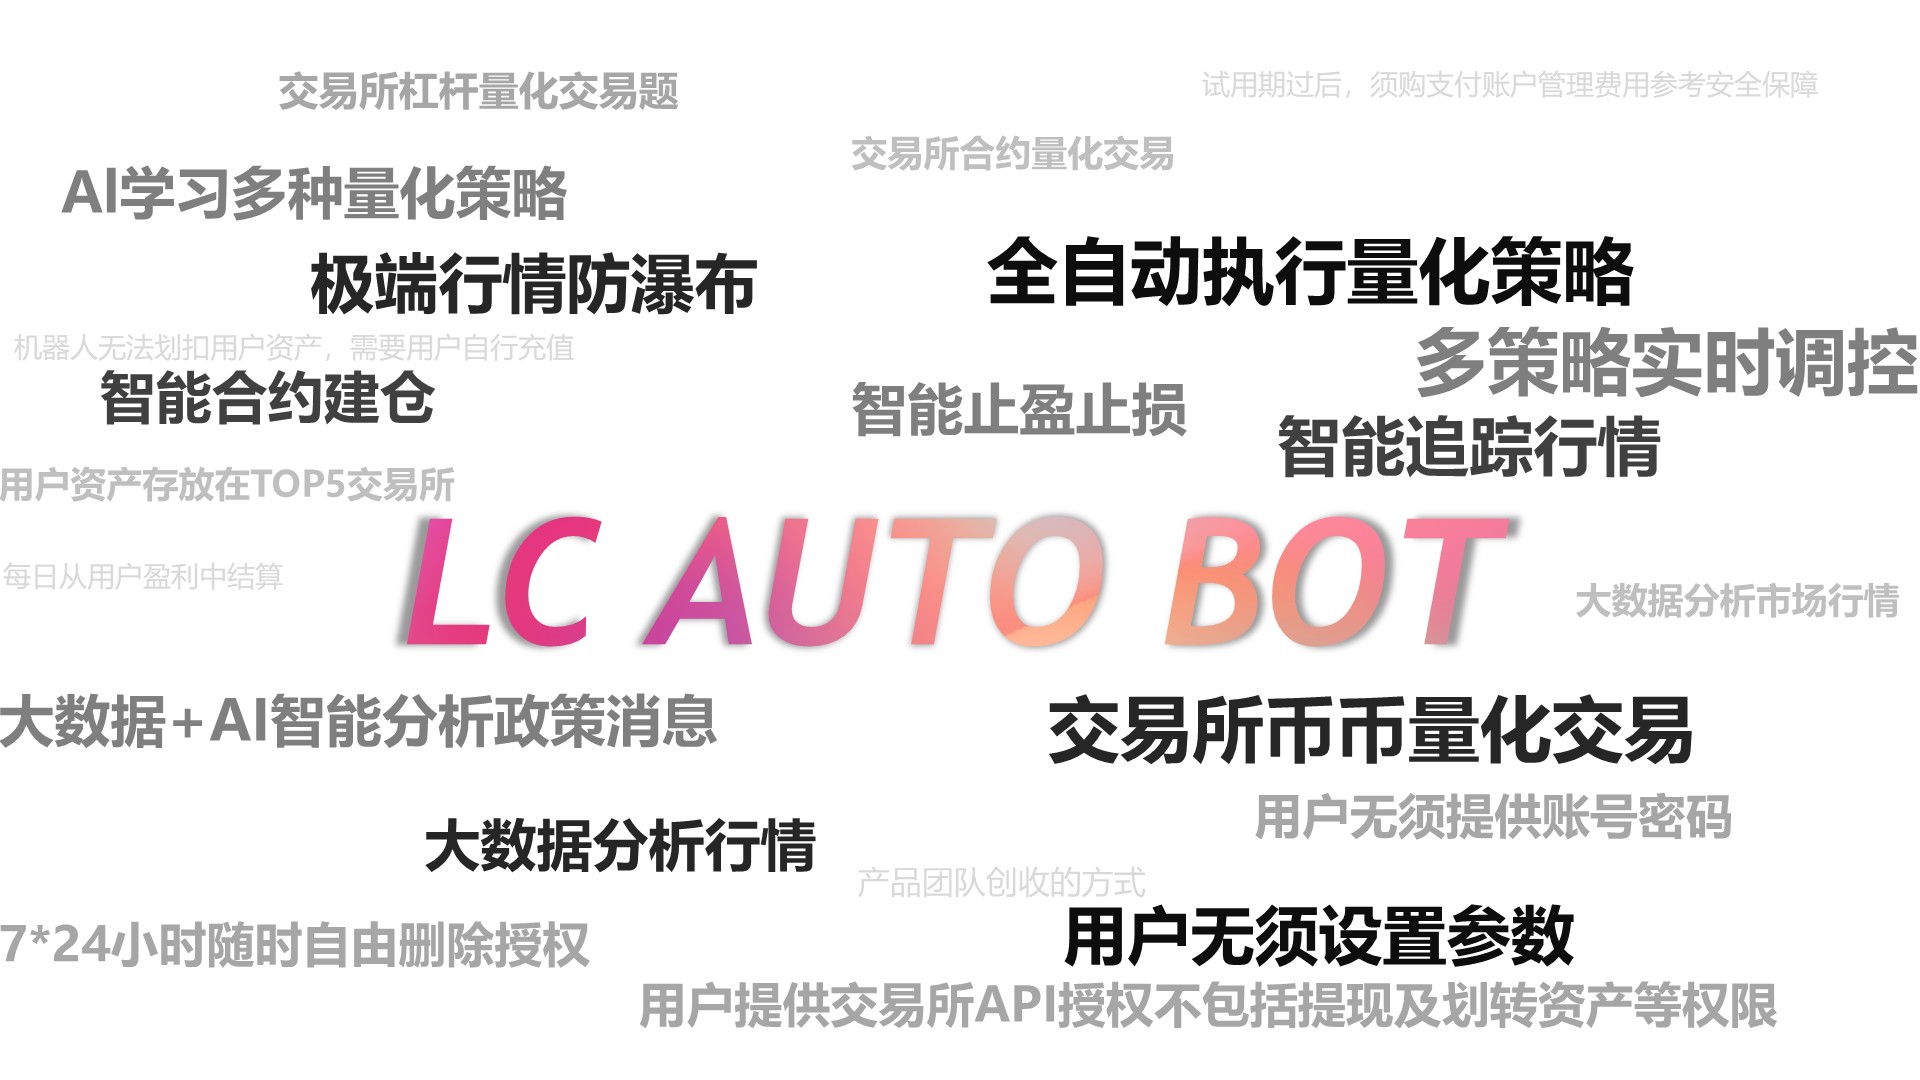 交易所杠杆量化交易题
试用期过后，须购支付账户管理费用参考安全保障
交易所合约量化交易
AI学习多种量化策略
极端行情防瀑布
全自动执行量化策略
机器人无法划扣用户资产，需要用户自行充值
多策略实时调控
智能合约建仓
智能止盈止损
智能追踪行情
用户资产存放在TOP5交易所
LC AUTO BOT
每日从用户盈利中结算
大数据分析市场行情
大数据+AI智能分析政策消息
交易所币币量化交易
用户无须提供账号密码
大数据分析行情
产品团队创收的方式
7*24小时随时自由删除授权
用户无须设置参数
用户提供交易所API授权不包括提现及划转资产等权限